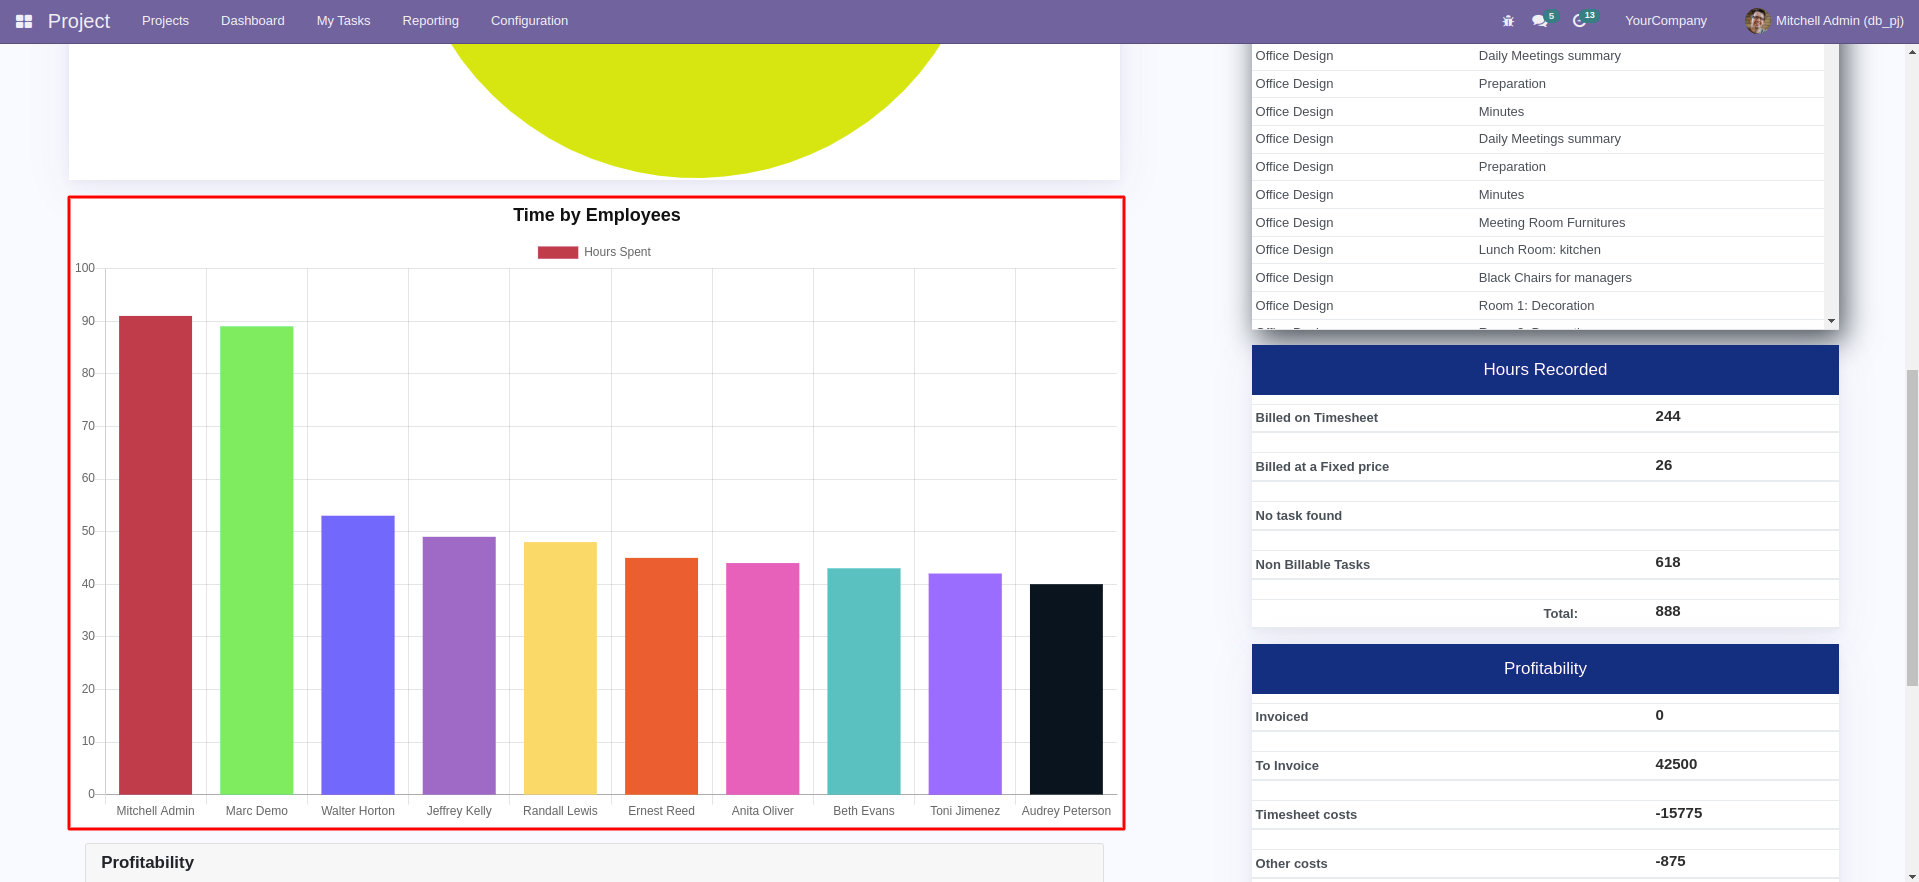 Project Projects Dashboard My Tasks Reporting Configuration 5 13 YourCompany Mitchell Admin (db_pj)
Time by Employees
Hours Spent
100
90
80
70
60
50
40
30
20
10
0
Mitchell Admin Marc Demo Walter Horton Jeffrey Kelly Randall Lewis Ernest Reed Anita Oliver Beth Evans Toni Jimenez Audrey Peterson
Profitability
Office Design Daily Meetings summary
Office Design Preparation
Office Design Minutes
Office Design Daily Meetings summary
Office Design Preparation
Office Design Minutes
Office Design Meeting Room Furnitures
Office Design Lunch Room: kitchen
Office Design Black Chairs for managers
Office Design Room 1: Decoration
Hours Recorded
Billed on Timesheet 244
Billed at a Fixed price 26
No task found
Non Billable Tasks 618
Total: 888
Profitability
Invoiced 0
To Invoice 42500
Timesheet costs -15775
Other costs -875